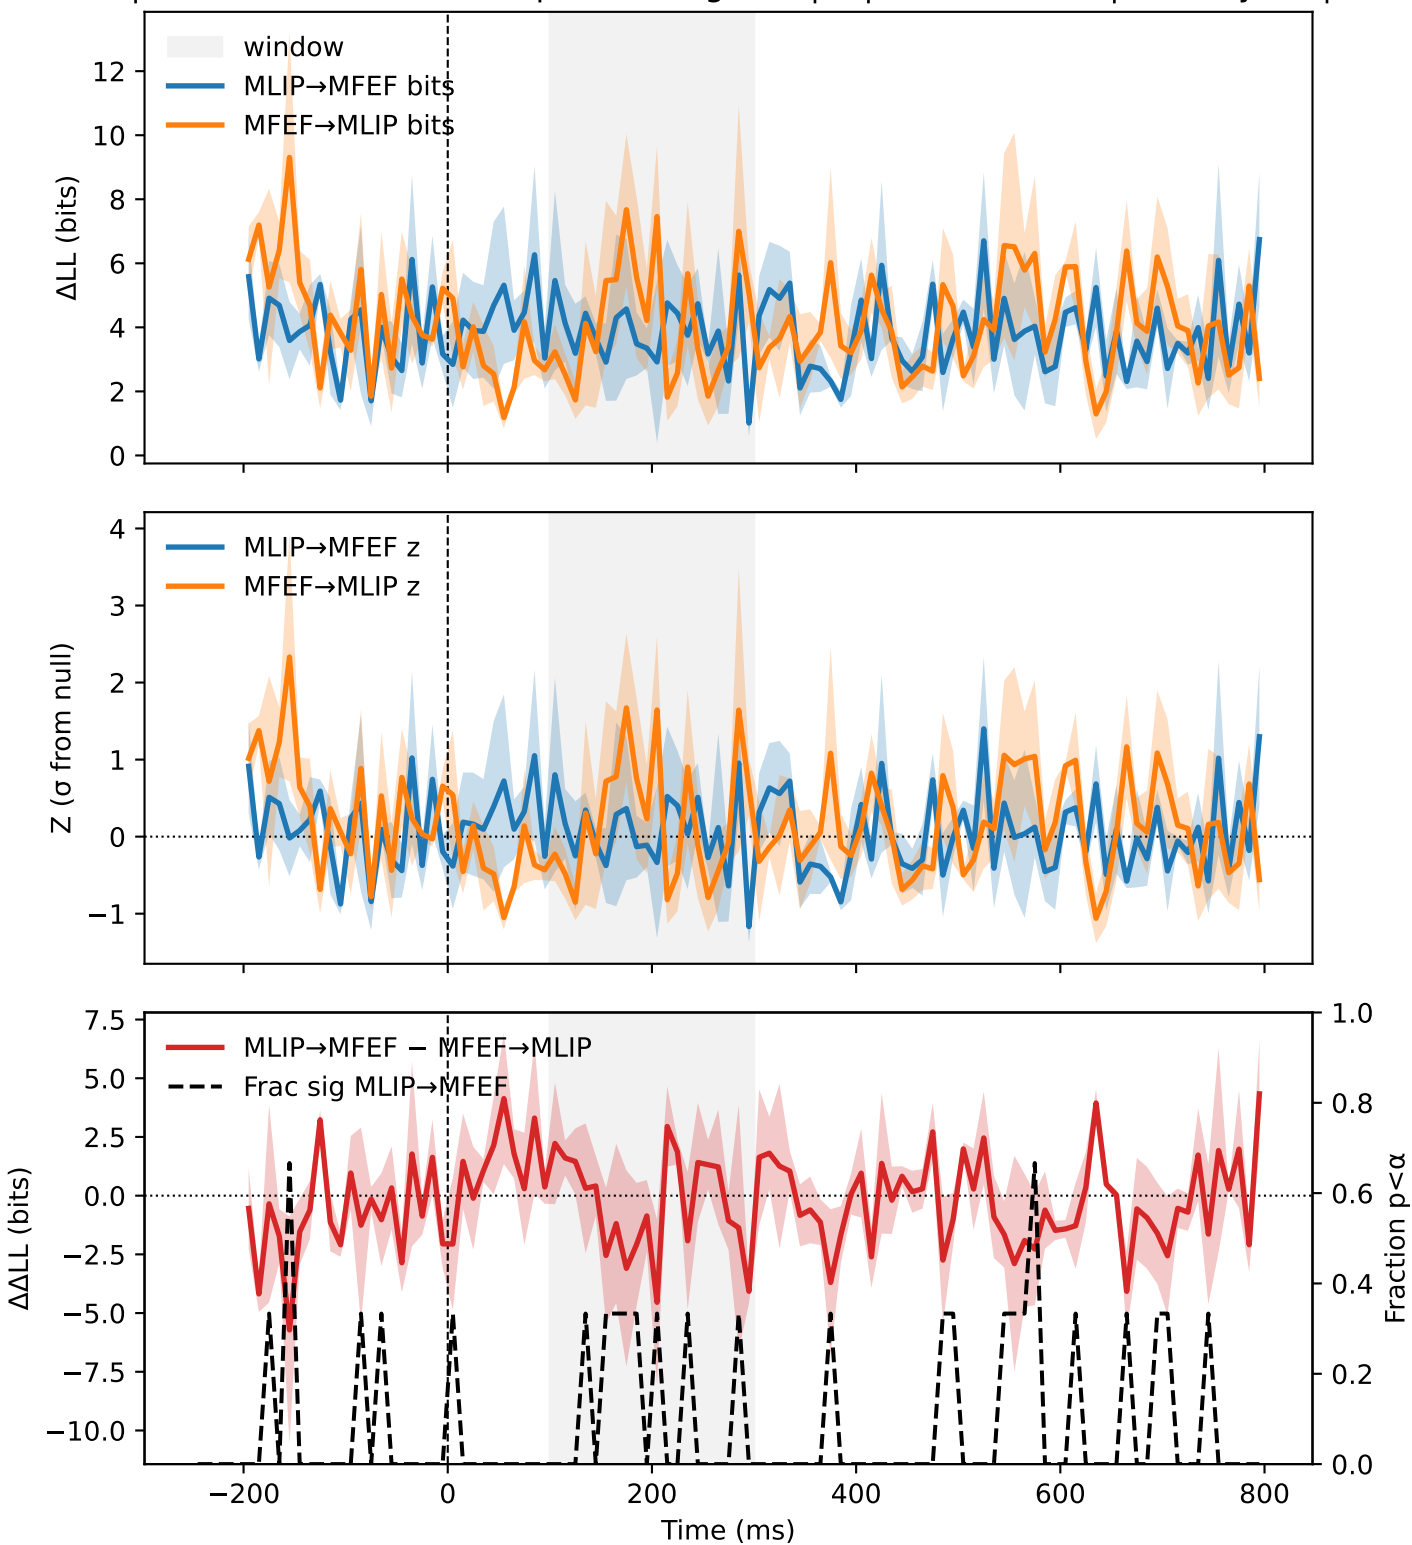 window
MLIP→MFEF bits
MFEF→MLIP bits
ΔLL (bits)
12
10
8
6
4
2
0
MLIP→MFEF z
MFEF→MLIP z
Z (σ from null)
4
3
2
1
0
−1
MLIP→MFEF − MFEF→MLIP
Frac sig MLIP→MFEF
ΔΔLL (bits)
7.5
5.0
2.5
0.0
−2.5
−5.0
−7.5
−10.0
1.0
0.8
0.6
0.4
0.2
0.0
Fraction p<α
−200
0
200
400
600
800
Time (ms)